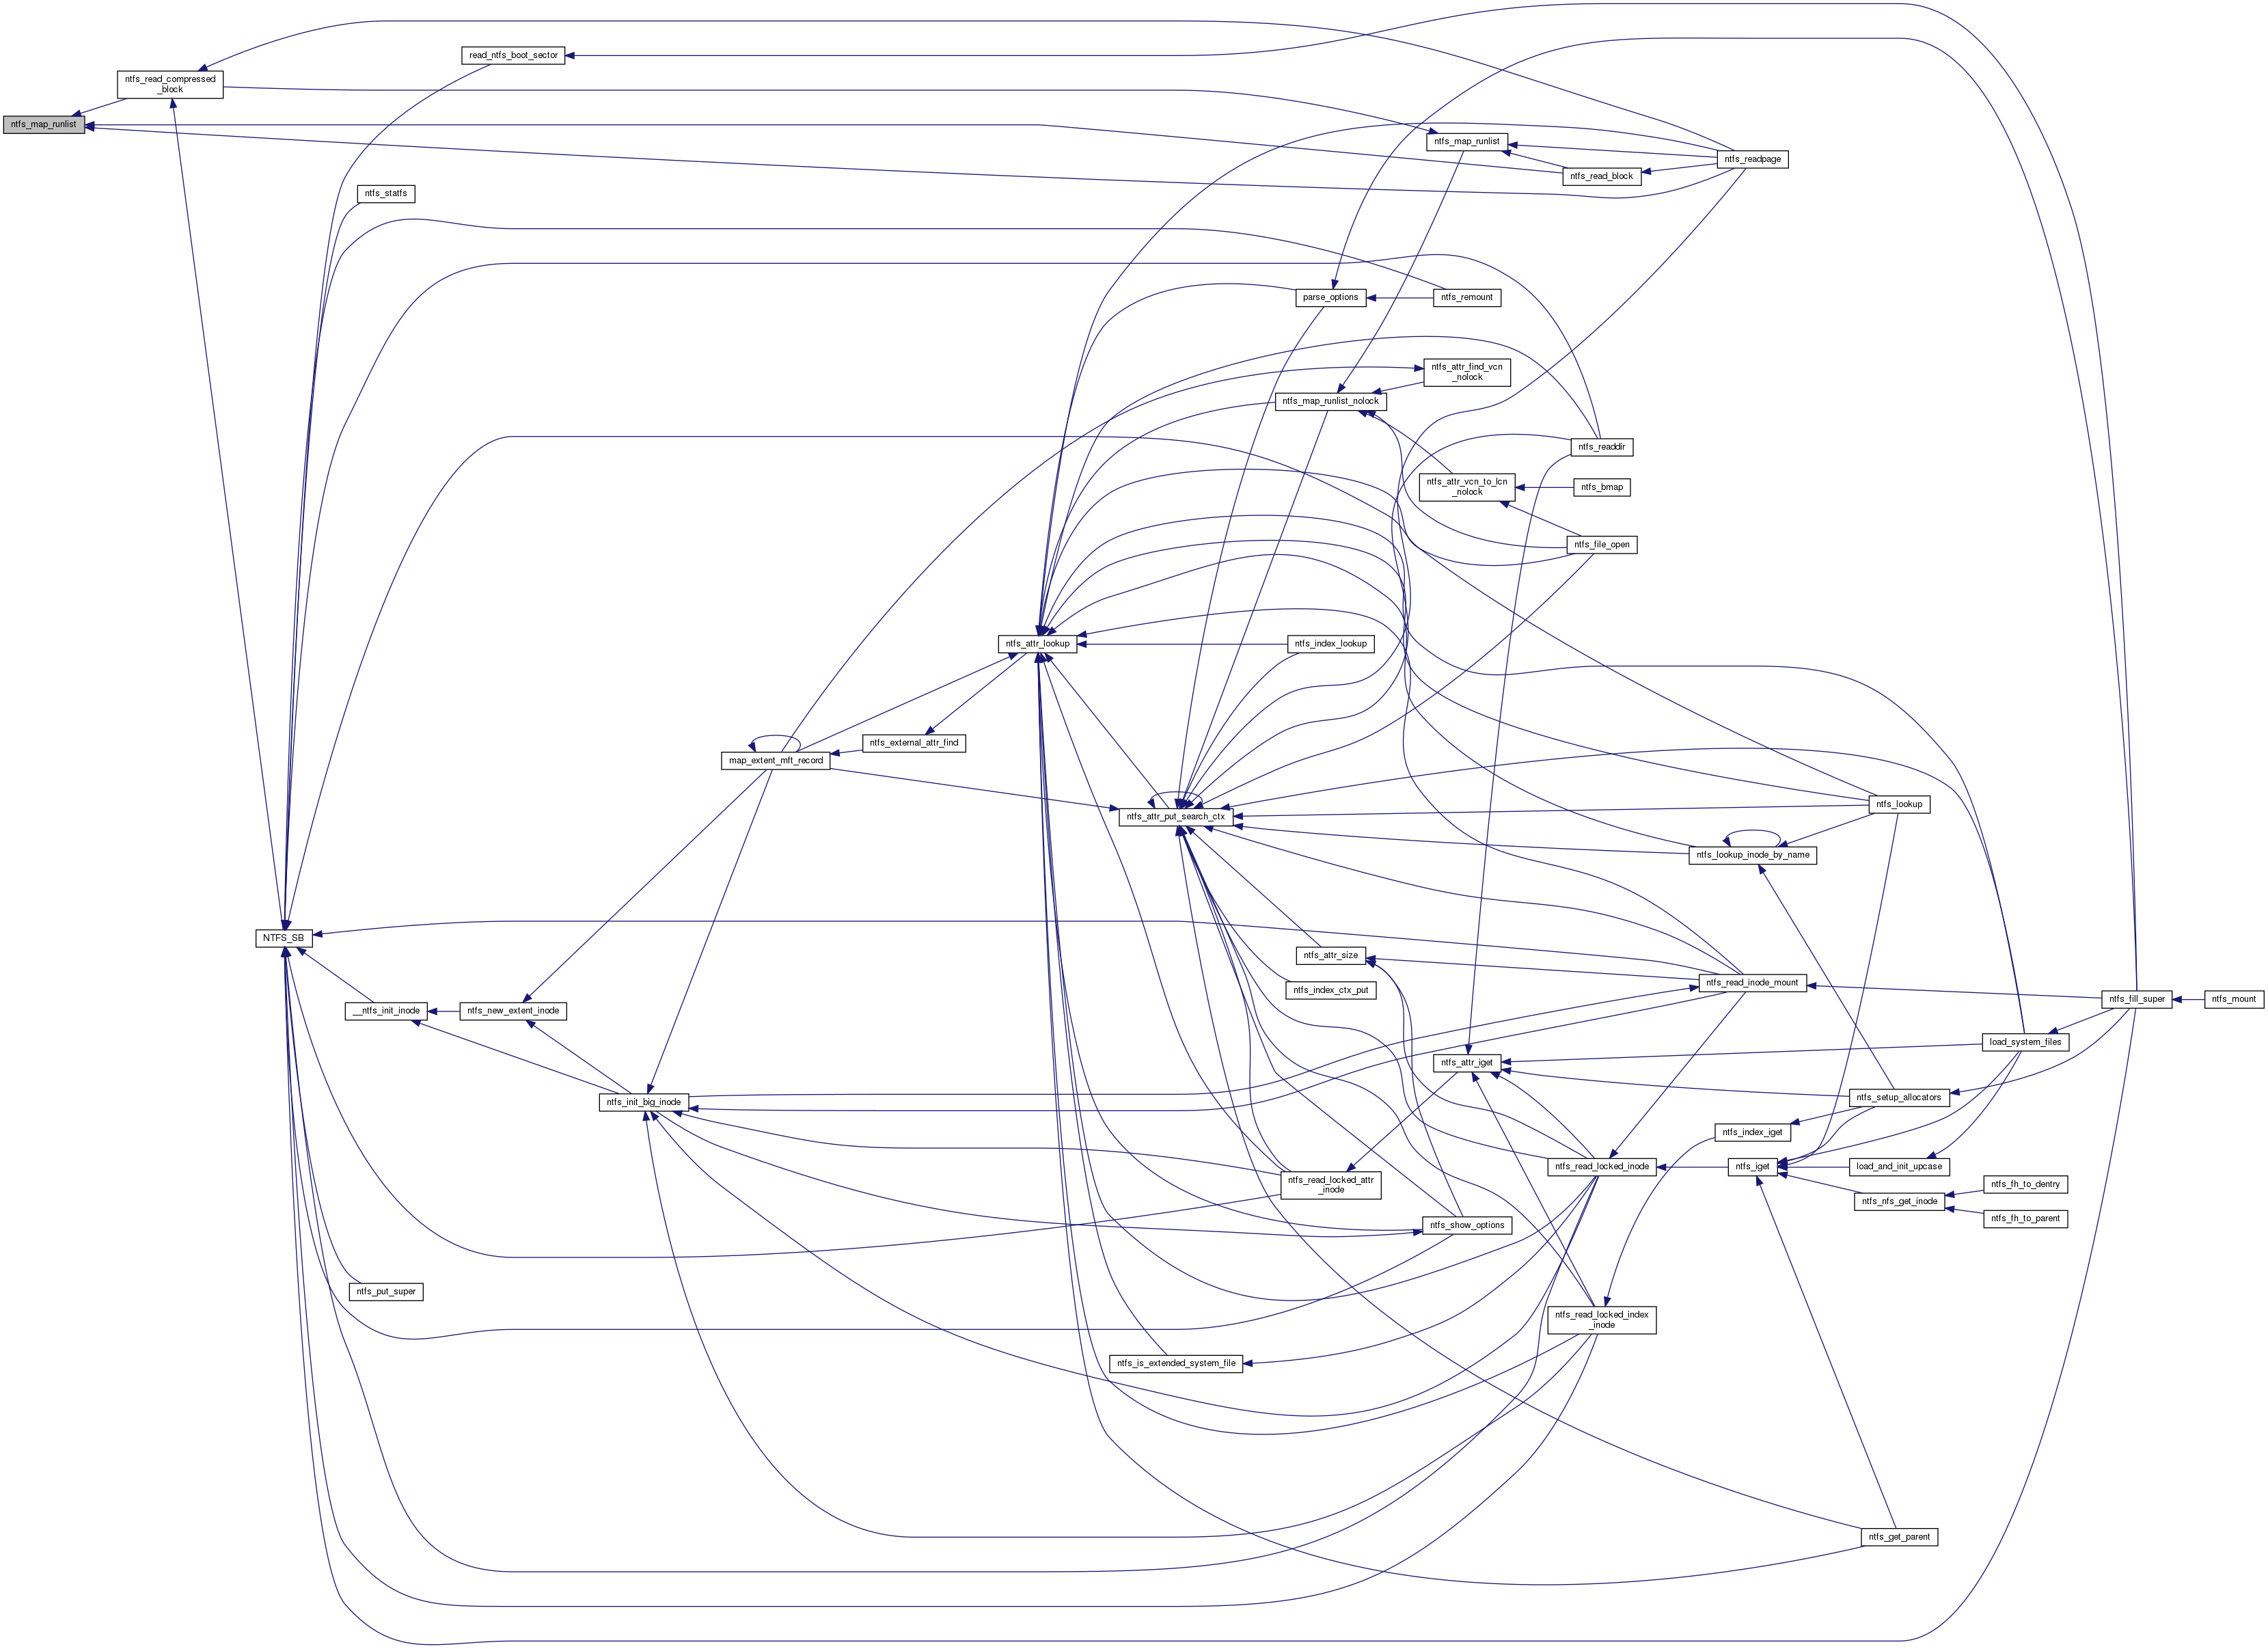 read_ntfs_boot_sector
ntfs_read_compressed
_block
ntfs_map_runlist
ntfs_map_runlist
ntfs_readpage
ntfs_read_block
ntfs_statfs
parse_options
ntfs_remount
ntfs_attr_find_vcn
_nolock
ntfs_map_runlist_nolock
ntfs_readdir
ntfs_attr_vcn_to_lcn
_nolock
ntfs_bmap
ntfs_file_open
ntfs_attr_lookup
ntfs_index_lookup
ntfs_external_attr_find
map_extent_mft_record
ntfs_attr_put_search_ctx
ntfs_lookup
ntfs_lookup_inode_by_name
NTFS_SB
ntfs_attr_size
ntfs_index_ctx_put
ntfs_read_inode_mount
ntfs_fill_super
ntfs_mount
__ntfs_init_inode
ntfs_new_extent_inode
load_system_files
ntfs_attr_iget
ntfs_init_big_inode
ntfs_setup_allocators
ntfs_index_iget
ntfs_read_locked_inode
ntfs_iget
load_and_init_upcase
ntfs_read_locked_attr
_inode
ntfs_nfs_get_inode
ntfs_fh_to_dentry
ntfs_fh_to_parent
ntfs_show_options
ntfs_put_super
ntfs_read_locked_index
_inode
ntfs_is_extended_system_file
ntfs_get_parent